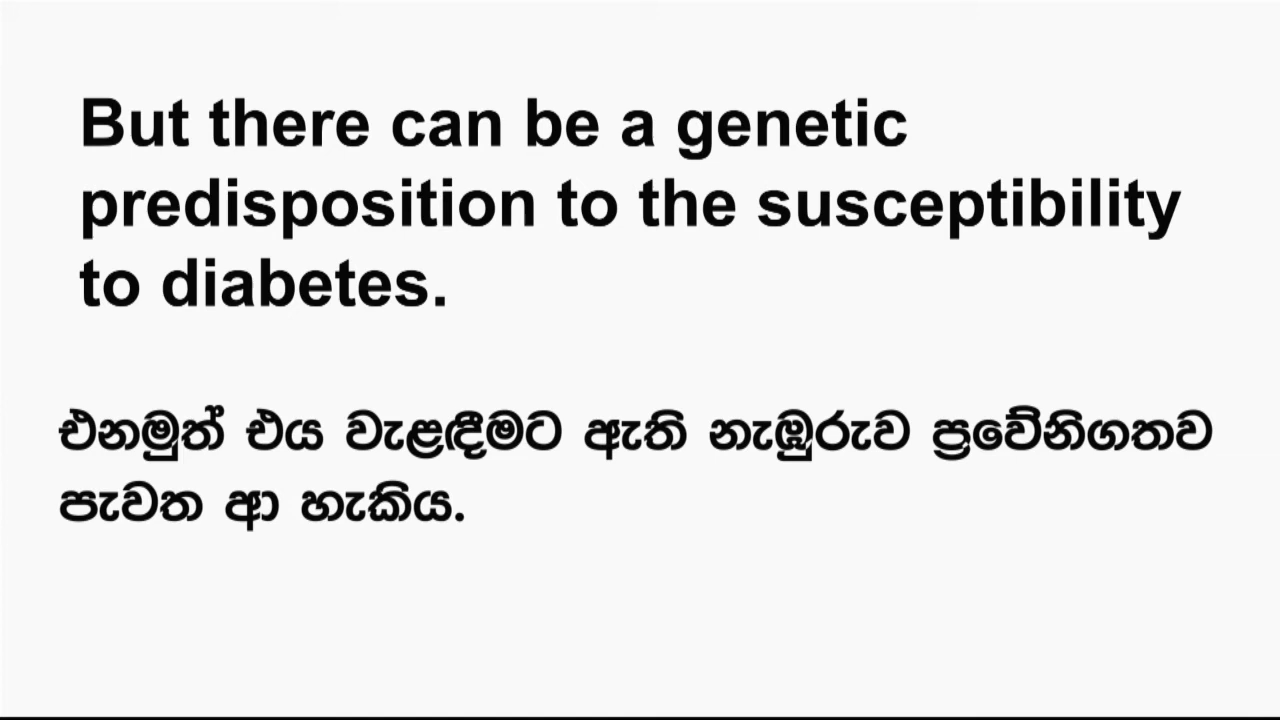 But there can be a genetic
predisposition to the susceptibility
to diabetes.
එනමුත් එය වැළඳීමට ඇති නැඹුරුව ප්‍රවේනිගතව
පැවත ආ හැකිය.